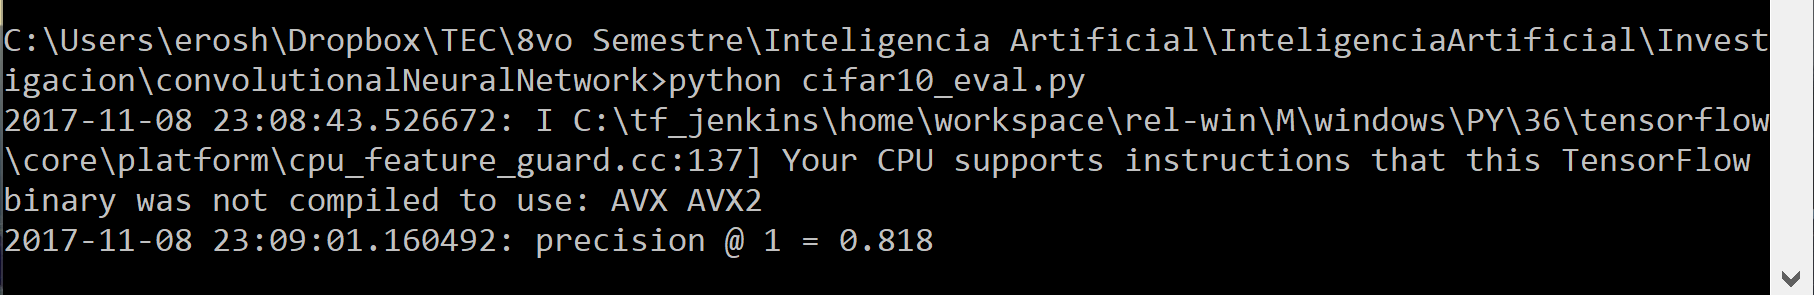 C:\Users\erosh\Dropbox\TEC\8vo Semestre\Inteligencia Artificial\InteligenciaArtificial\Invest
igacion\convolutionalNeuralNetwork>python cifar10_eval.py
2017-11-08 23:08:43.526672: I C:\tf_jenkins\home\workspace\rel-win\M\windows\PY\36\tensorflow
\core\platform\cpu_feature_guard.cc:137] Your CPU supports instructions that this TensorFlow
binary was not compiled to use: AVX AVX2
2017-11-08 23:09:01.160492: precision @ 1 = 0.818